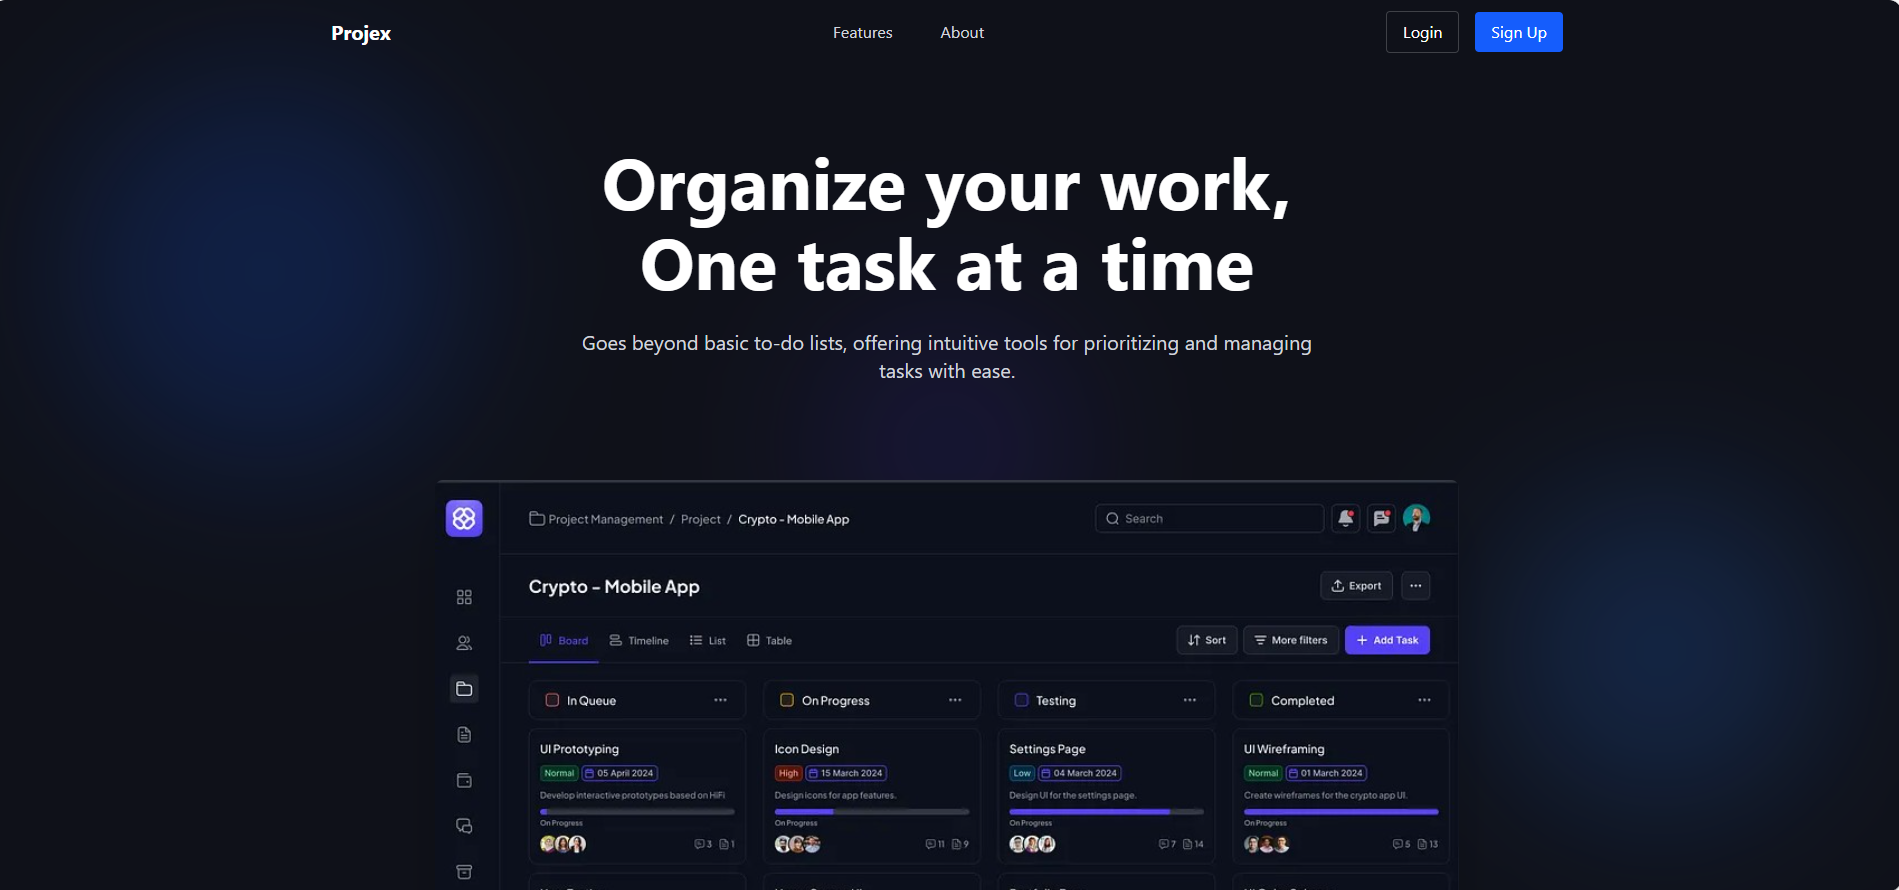 Projex
Features
About
Login
Sign Up
Organize your work,
One task at a time
Goes beyond basic to-do lists, offering intuitive tools for prioritizing and managing
tasks with ease.
Project Management / Project / Crypto - Mobile App
Search
Crypto - Mobile App
Export
Board
Timeline
List
Table
Sort
More filters
+ Add Task
In Queue
On Progress
Testing
Completed
UI Prototyping
Normal
05 April 2024
Develop interactive prototypes based on HiFi
On Progress
3
1
Icon Design
High
15 March 2024
Design icons for app features.
On Progress
11
9
Settings Page
Low
04 March 2024
Design UI for the settings page.
On Progress
7
14
UI Wireframing
Normal
01 March 2024
Create wireframes for the crypto app UI.
On Progress
5
13